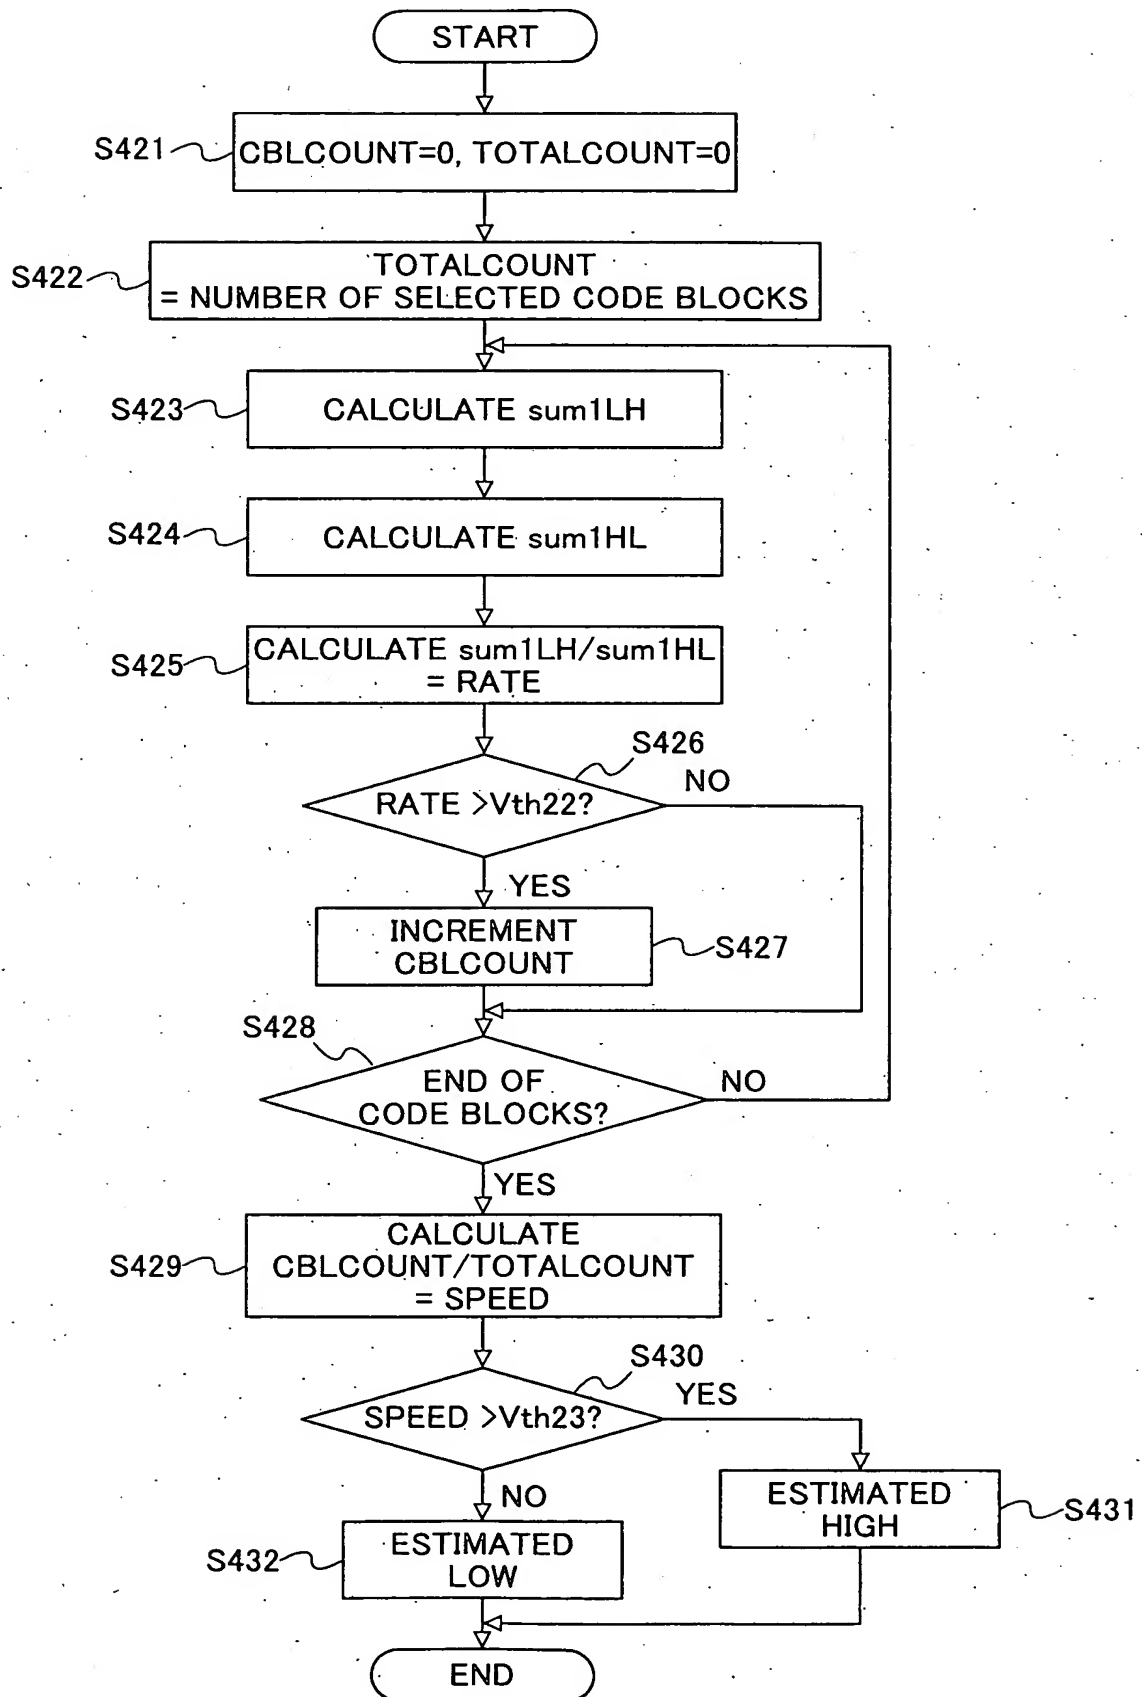 START
S421
CBLCOUNT=0, TOTALCOUNT=0
S422
TOTALCOUNT
= NUMBER OF SELECTED CODE BLOCKS
S423
CALCULATE sum1LH
S424
CALCULATE sum1HL
S425
CALCULATE sum1LH/sum1HL
= RATE
S426
RATE >Vth22?
NO
YES
INCREMENT
CBLCOUNT
S427
S428
END OF
CODE BLOCKS?
NO
YES
S429
CALCULATE
CBLCOUNT/TOTALCOUNT
= SPEED
S430
SPEED >Vth23?
YES
NO
ESTIMATED
HIGH
S431
S432
ESTIMATED
LOW
END